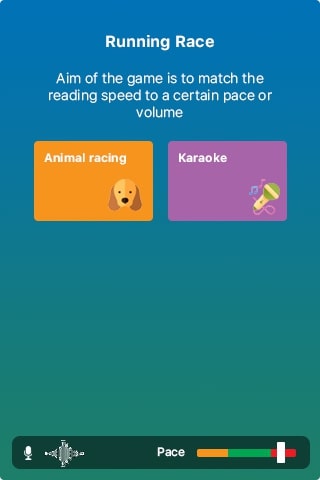 Running Race
Aim of the game is to match the
reading speed to a certain pace or
volume
Animal racing
Karaoke
Pace